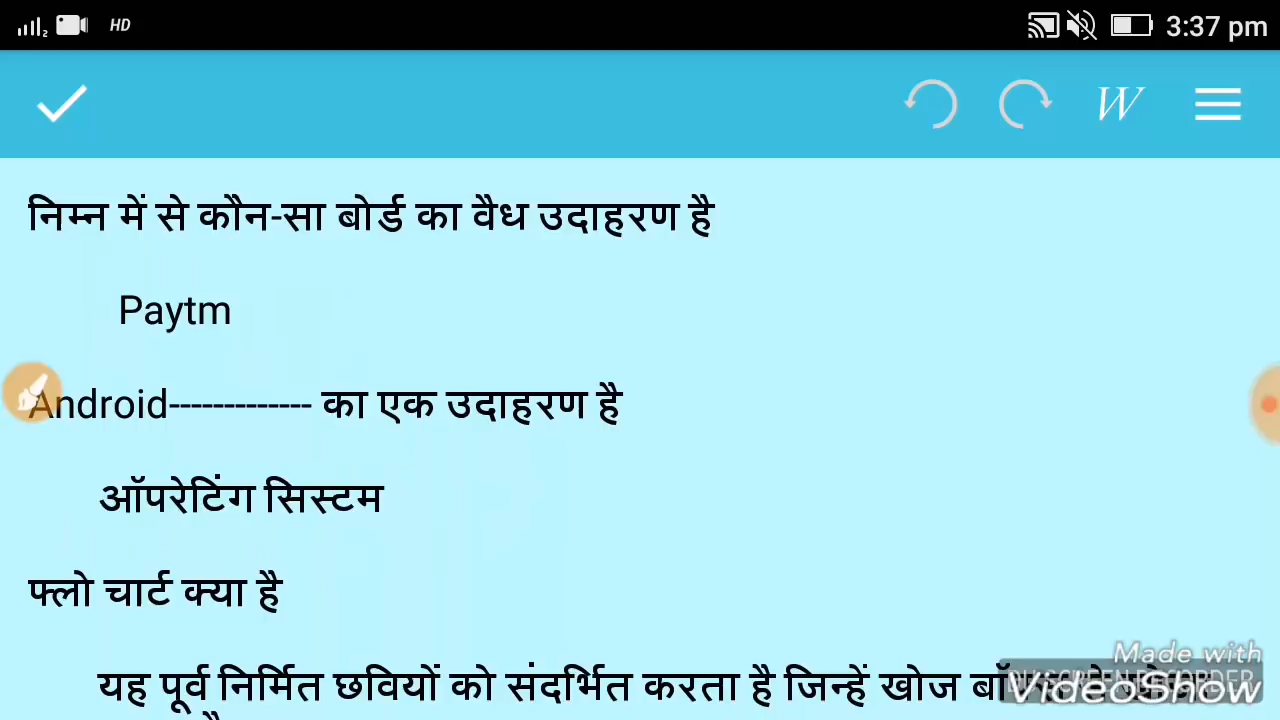 HD 3:37 pm
W
निम्न में से कौन-सा बोर्ड का वैध उदाहरण है
Paytm
Android------------- का एक उदाहरण है
ऑपरेटिंग सिस्टम
फ्लो चार्ट क्या है
यह पूर्व निर्मित छवियों को संदर्भित करता है जिन्हें खोज
Made with
VideoShow